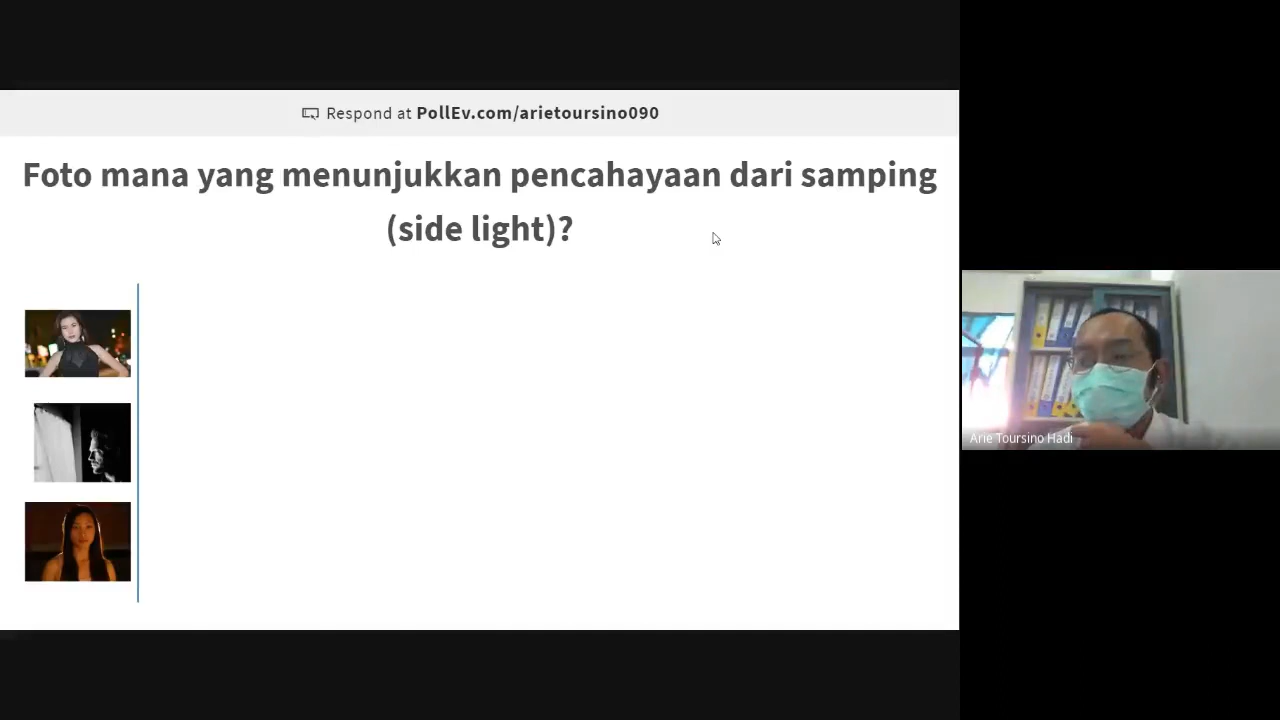 Respond at PollEv.com/arietoursino090
Foto mana yang menunjukkan pencahayaan dari samping
(side light)?
Arie Toursino Hadi